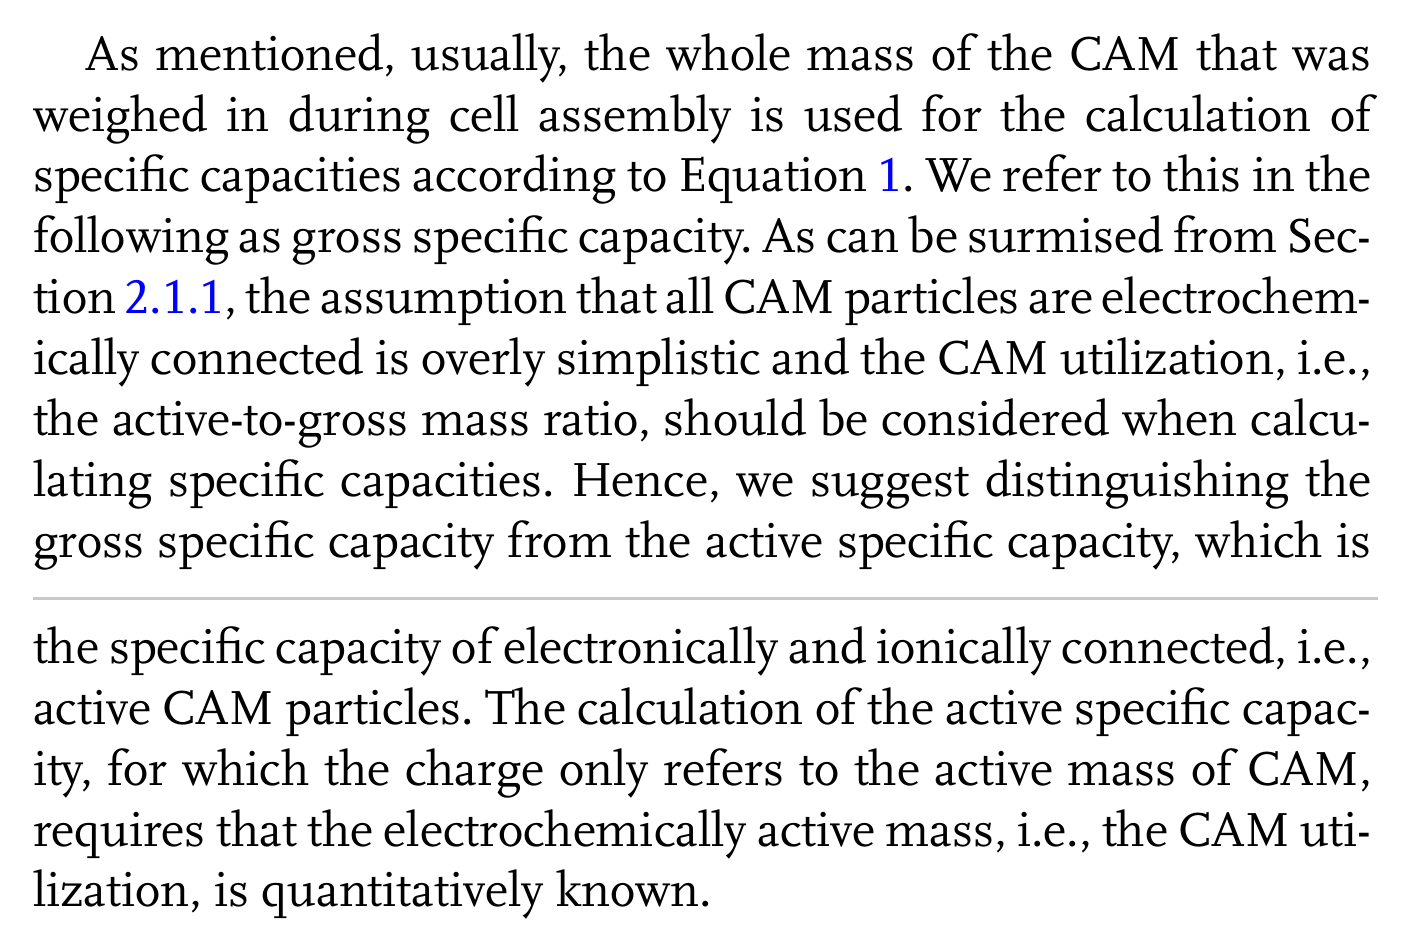 As mentioned, usually, the whole mass of the CAM that was
weighed in during cell assembly is used for the calculation of
specific capacities according to Equation 1. We refer to this in the
following as gross specific capacity. As can be surmised from Sec-
tion 2.1.1, the assumption that all CAM particles are electrochem-
ically connected is overly simplistic and the CAM utilization, i.e.,
the active-to-gross mass ratio, should be considered when calcu-
lating specific capacities. Hence, we suggest distinguishing the
gross specific capacity from the active specific capacity, which is
the specific capacity of electronically and ionically connected, i.e.,
active CAM particles. The calculation of the active specific capac-
ity, for which the charge only refers to the active mass of CAM,
requires that the electrochemically active mass, i.e., the CAM uti-
lization, is quantitatively known.